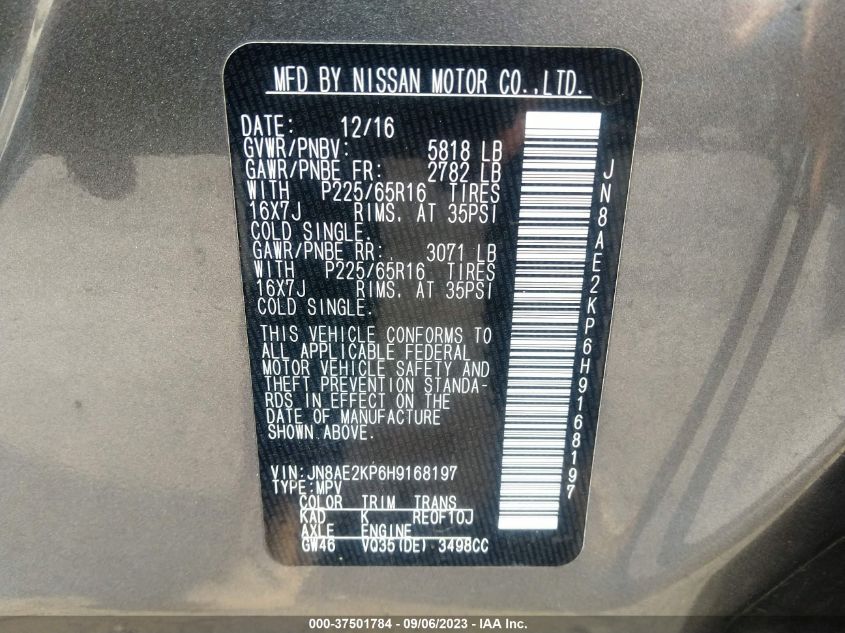 MFD BY NISSAN MOTOR CO.,LTD.
DATE: 12/16
GVWR/PNBV: 5818 LB
GAWR/PNBE FR: 2782 LB
WITH P225/65R16 TIRES
16X7J RIMS, AT 35PSI
COLD SINGLE.
GAWR/PNBE RR: 3071 LB
WITH P225/65R16 TIRES
16X7J RIMS, AT 35PSI
COLD SINGLE.
THIS VEHICLE CONFORMS TO
ALL APPLICABLE FEDERAL
MOTOR VEHICLE SAFETY AND
THEFT PREVENTION STANDA-
RDS IN EFFECT ON THE
DATE OF MANUFACTURE
SHOWN ABOVE.
VIN:JN8AE2KP6H9168197
TYPE:MPV
COLOR TRIM TRANS
KAD K RE0F10J
AXLE ENGINE
GW46 VQ35(DE) 3498CC
JN8AE2KP6H9168197
000-37501784 - 09/06/2023 - IAA Inc.